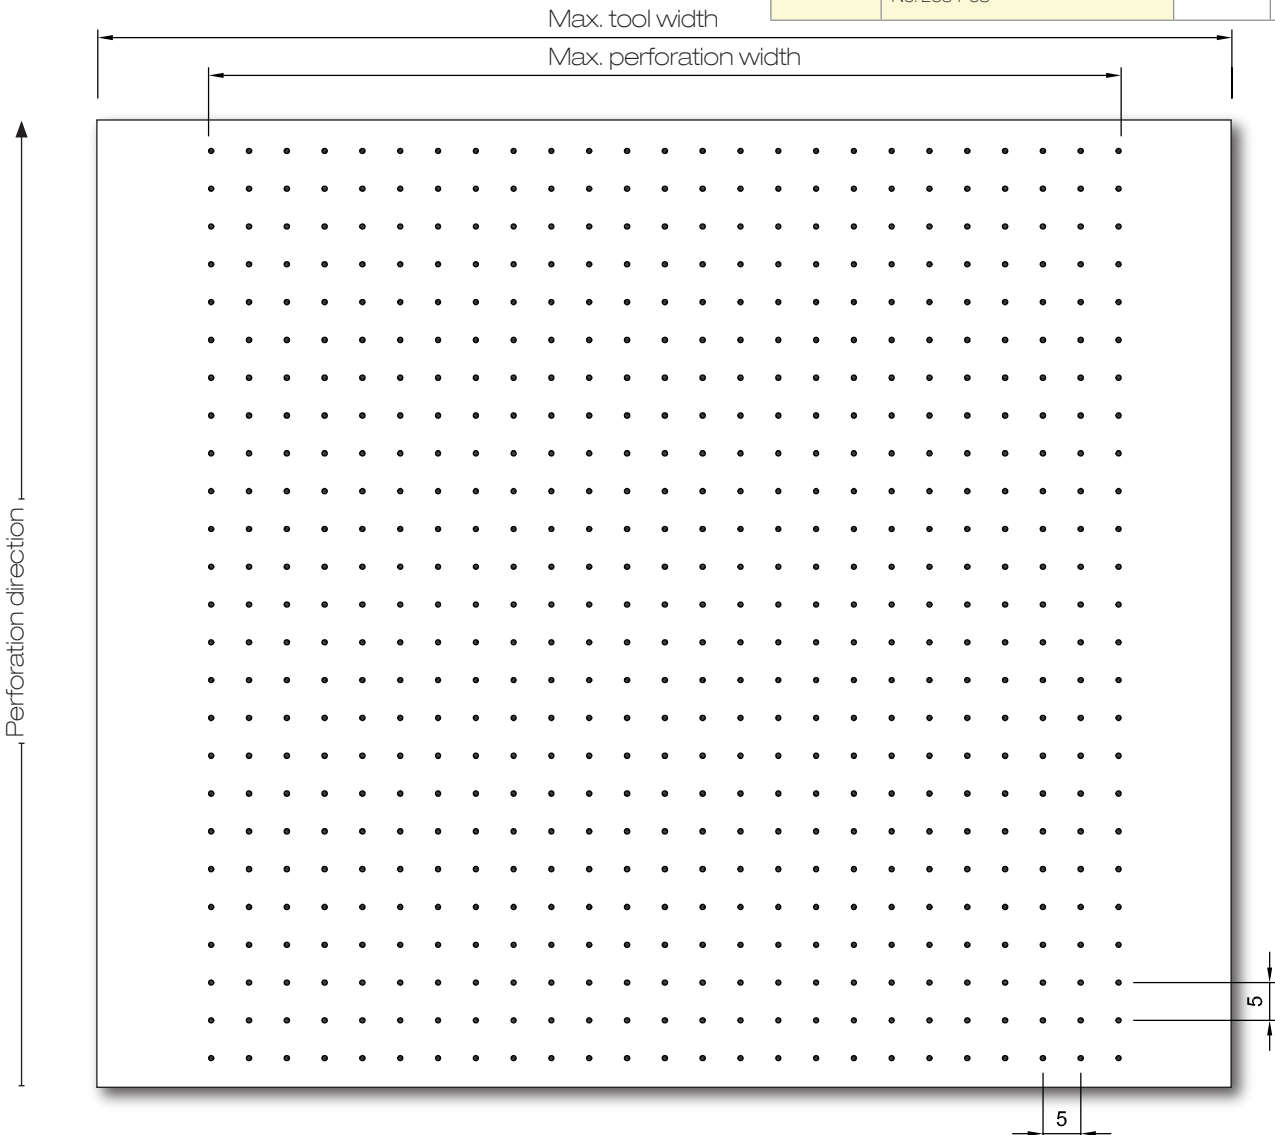 Max. tool width
Max. perforation width
Perforation direction
5
5